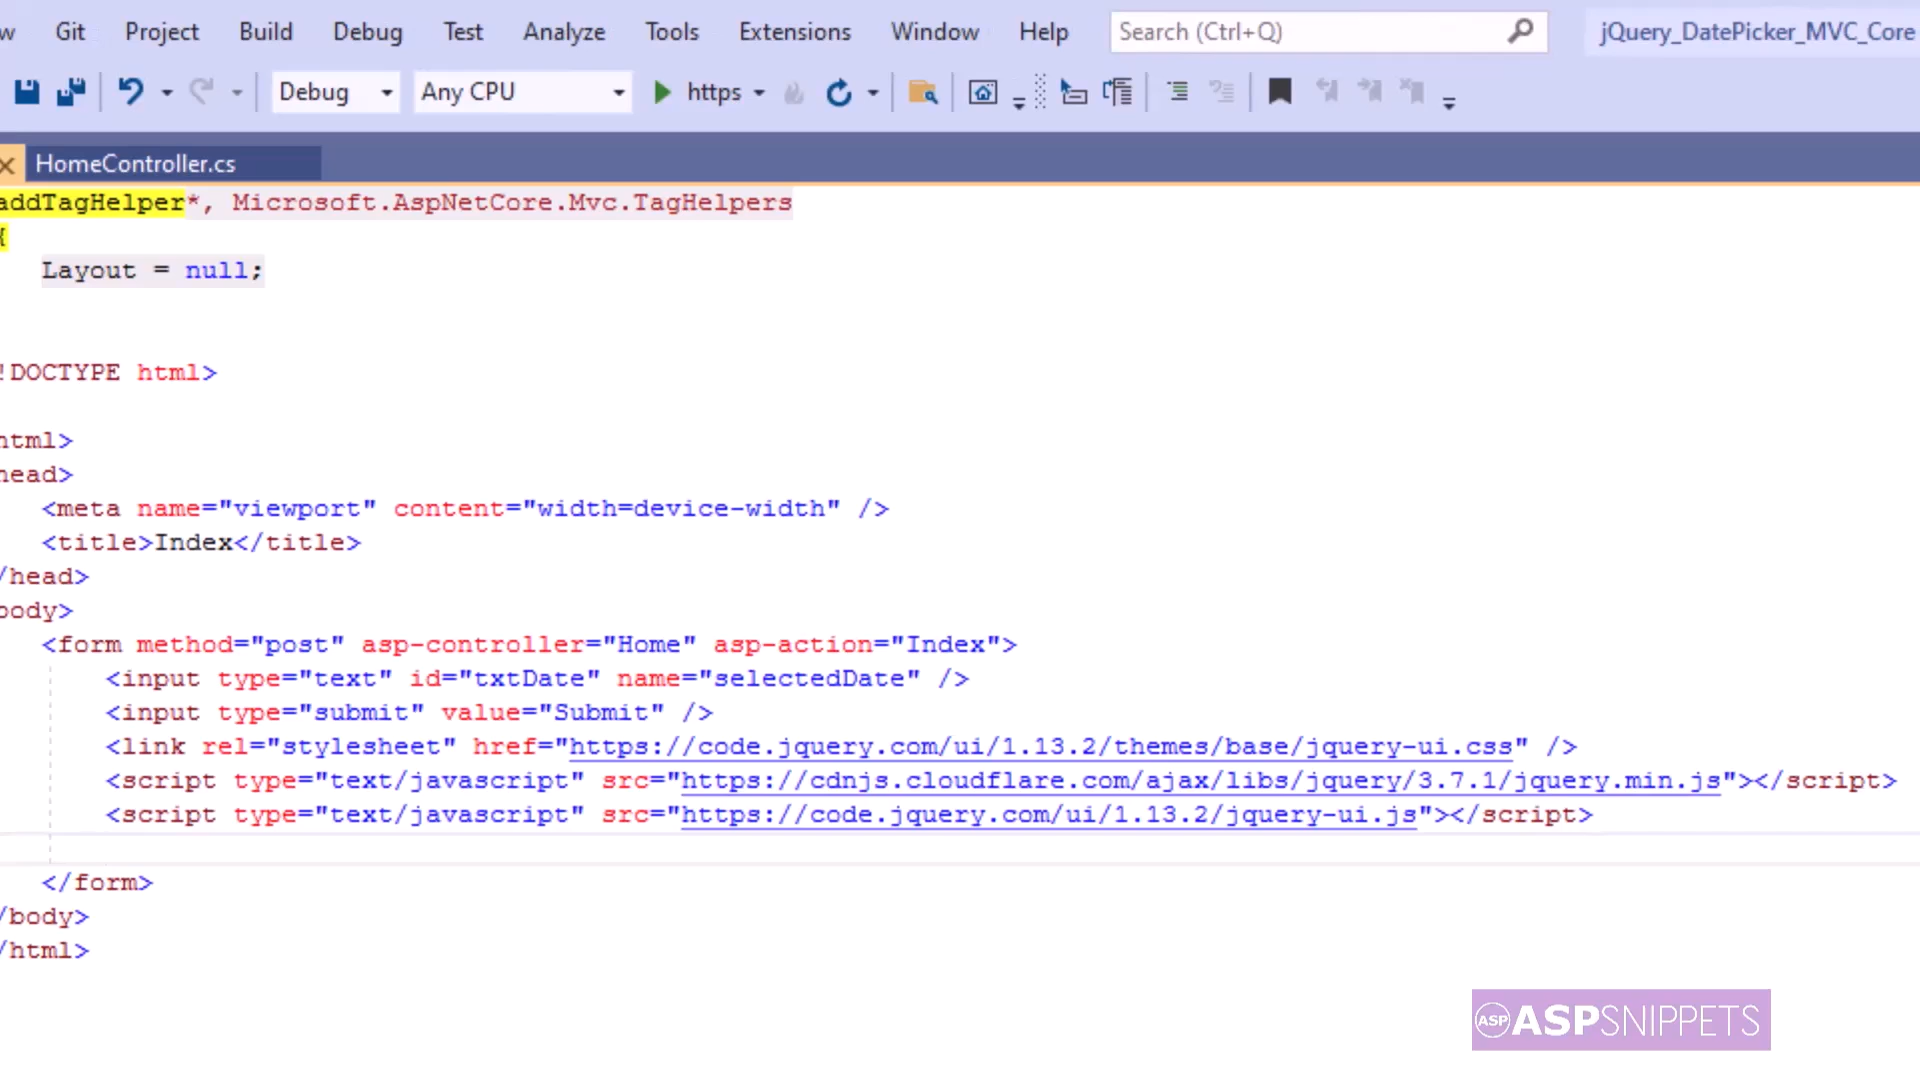 w Git Project Build Debug Test Analyze Tools Extensions Window Help Search (Ctrl+Q) jQuery_DatePicker_MVC_Core
Debug Any CPU https
HomeController.cs
addTagHelper*, Microsoft.AspNetCore.Mvc.TagHelpers
{
Layout = null;
!DOCTYPE html>
html>
head>
<meta name="viewport" content="width=device-width" />
<title>Index</title>
/head>
body>
<form method="post" asp-controller="Home" asp-action="Index">
<input type="text" id="txtDate" name="selectedDate" />
<input type="submit" value="Submit" />
<link rel="stylesheet" href="https://code.jquery.com/ui/1.13.2/themes/base/jquery-ui.css" />
<script type="text/javascript" src="https://cdnjs.cloudflare.com/ajax/libs/jquery/3.7.1/jquery.min.js"></script>
<script type="text/javascript" src="https://code.jquery.com/ui/1.13.2/jquery-ui.js"></script>
</form>
/body>
/html>
ASP ASPSNIPPETS